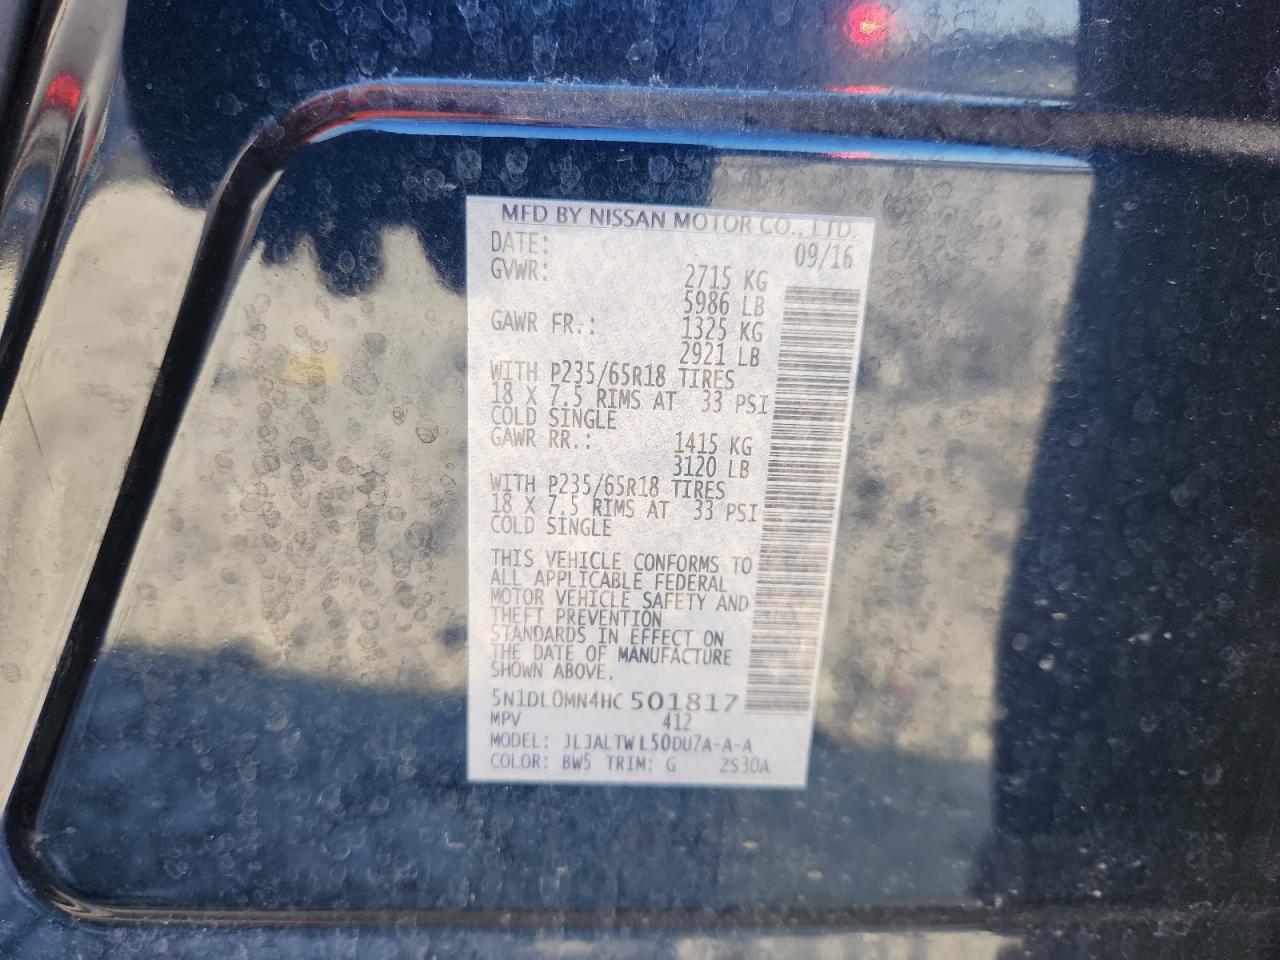 MFD BY NISSAN MOTOR CO., LTD.
DATE: 09/16
GVWR: 2715 KG
5986 LB
GAWR FR.: 1325 KG
2921 LB
WITH P235/65R18 TIRES
18 X 7.5 RIMS AT 33 PSI
COLD SINGLE
GAWR RR.: 1415 KG
3120 LB
WITH P235/65R18 TIRES
18 X 7.5 RIMS AT 33 PSI
COLD SINGLE
THIS VEHICLE CONFORMS TO
ALL APPLICABLE FEDERAL
MOTOR VEHICLE SAFETY AND
THEFT PREVENTION
STANDARDS IN EFFECT ON
THE DATE OF MANUFACTURE
SHOWN ABOVE.
5N1DL0MN4HC501817
MPV 412
MODEL: JLJALTWL50DU7A-A-A
COLOR: BW5 TRIM: G 2S30A